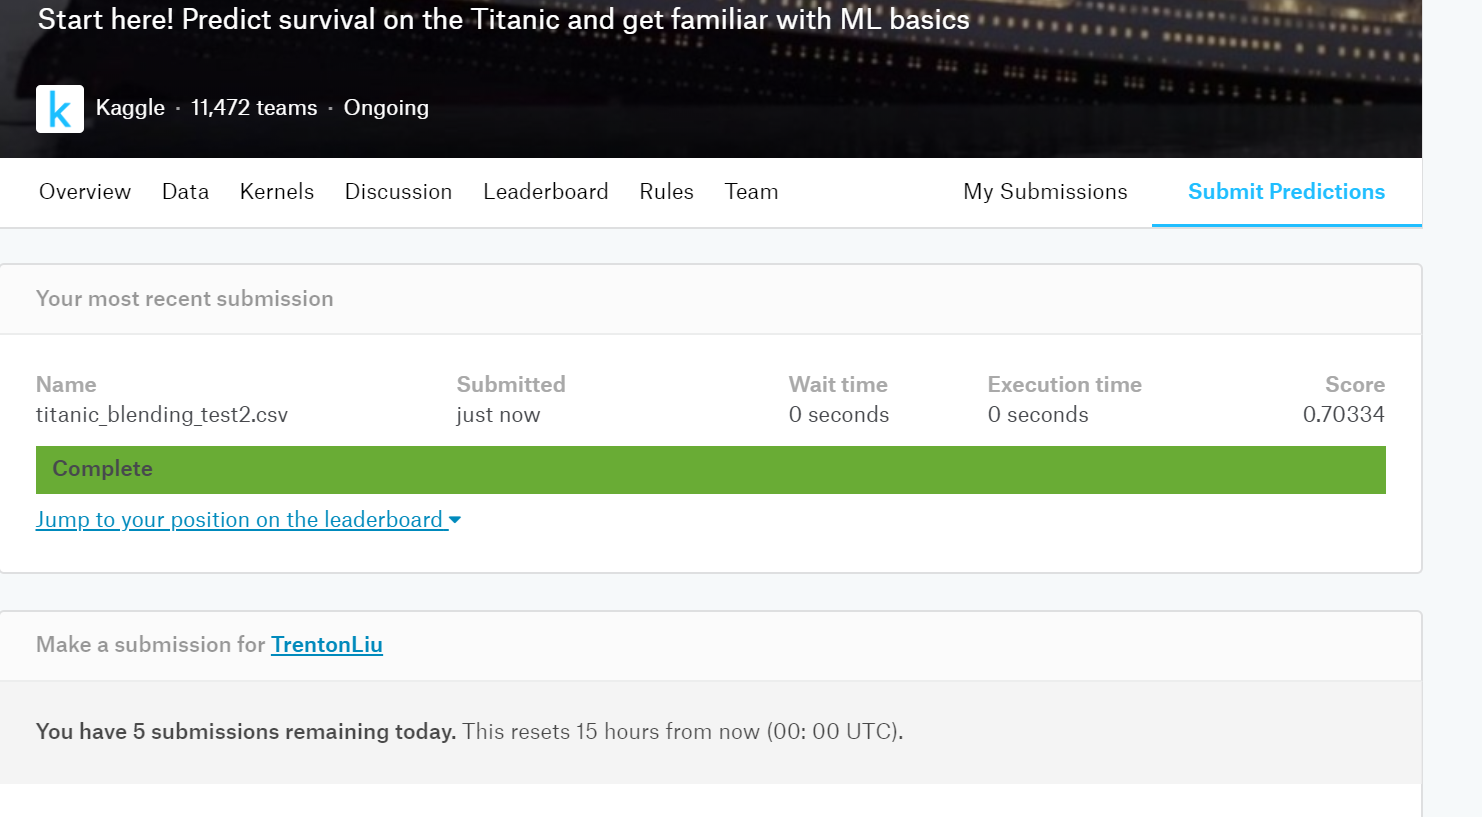 Start here! Predict survival on the Titanic and get familiar with ML basics
k Kaggle · 11,472 teams · Ongoing
Overview Data Kernels Discussion Leaderboard Rules Team My Submissions Submit Predictions
Your most recent submission
Name Submitted Wait time Execution time Score
titanic_blending_test2.csv just now 0 seconds 0 seconds 0.70334
Complete
Jump to your position on the leaderboard
Make a submission for TrentonLiu
You have 5 submissions remaining today. This resets 15 hours from now (00: 00 UTC).